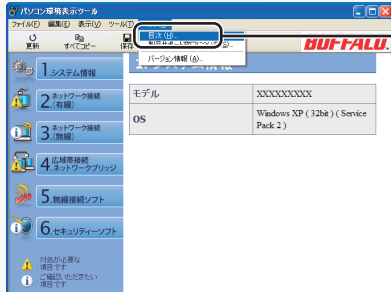 パソコン環境表示ツール
ファイル(F) 編集(E) 表示(V) ツール(T)
目次(H)...
更新 すべてコピー 保存
バージョン情報(A)...
BUFFALO
1.システム情報
2.ネットワーク接続(有線)
3.ネットワーク接続(無線)
4.広域帯接続 ネットワークブリッジ
5.無線接続ソフト
6.セキュリティーソフト
モデル XXXXXXXXX
OS Windows XP ( 32bit ) ( Service
Pack 2 )
対処が必要な
項目です
ご確認いただきたい
項目です